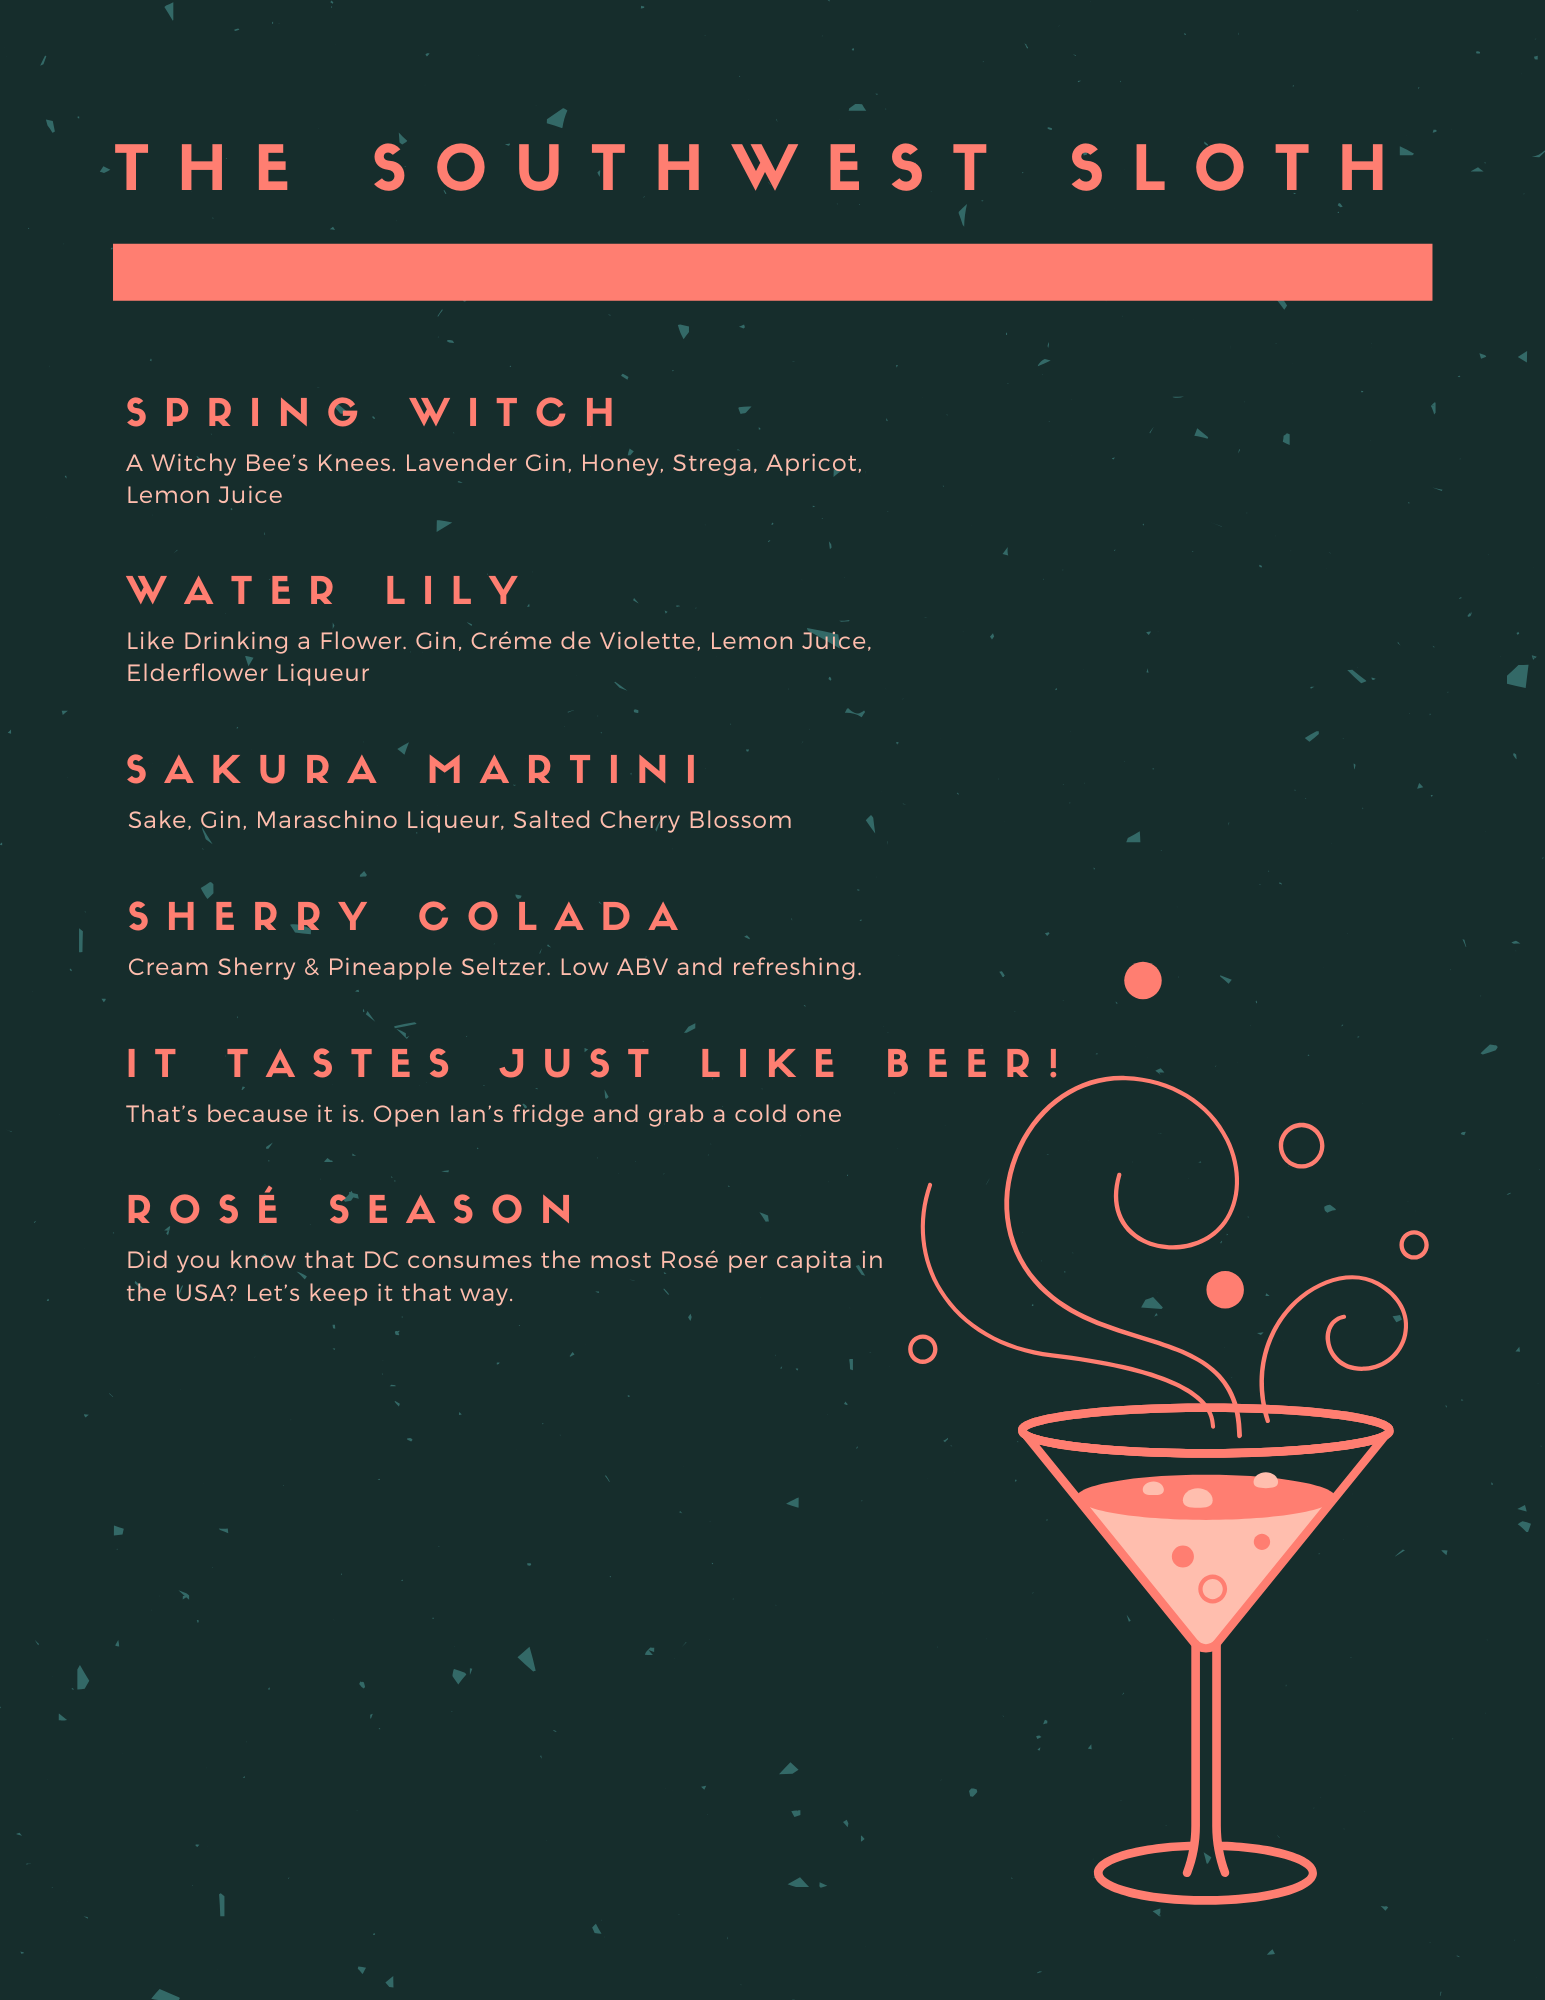 THE SOUTHWEST SLOTH
SPRING WITCH
A Witchy Bee’s Knees. Lavender Gin, Honey, Strega, Apricot,
Lemon Juice
WATER LILY
Like Drinking a Flower. Gin, Créme de Violette, Lemon Juice,
Elderflower Liqueur
SAKURA MARTINI
Sake, Gin, Maraschino Liqueur, Salted Cherry Blossom
SHERRY COLADA
Cream Sherry & Pineapple Seltzer. Low ABV and refreshing.
IT TASTES JUST LIKE BEER!
That’s because it is. Open Ian’s fridge and grab a cold one
ROSÉ SEASON
Did you know that DC consumes the most Rosé per capita in
the USA? Let’s keep it that way.